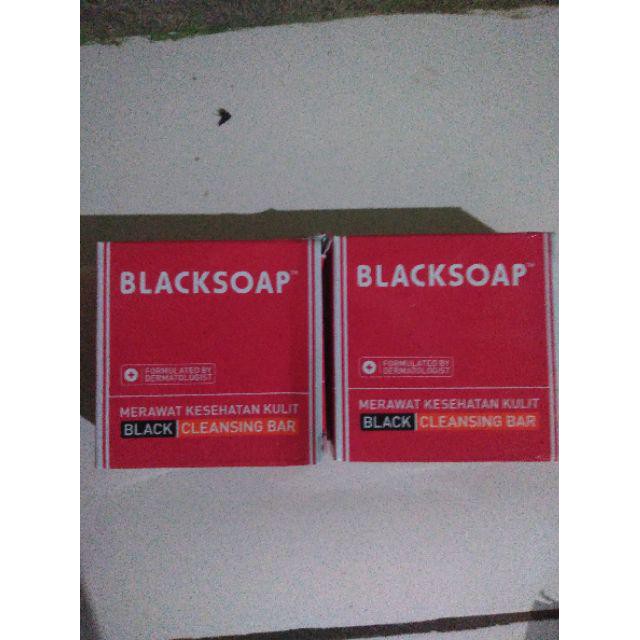 BLACKSOAP™
FORMULATED BY
DERMATOLOGIST
MERAWAT KESEHATAN KULIT
BLACK CLEANSING BAR
BLACKSOAP™
FORMULATED BY
DERMATOLOGIST
MERAWAT KESEHATAN KULIT
BLACK CLEANSING BAR